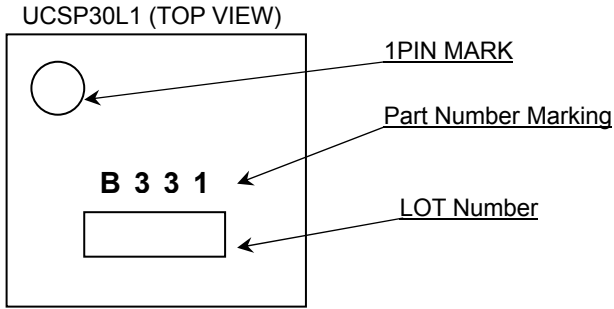 UCSP30L1 (TOP VIEW)
1PIN MARK
Part Number Marking
B 3 3 1
LOT Number